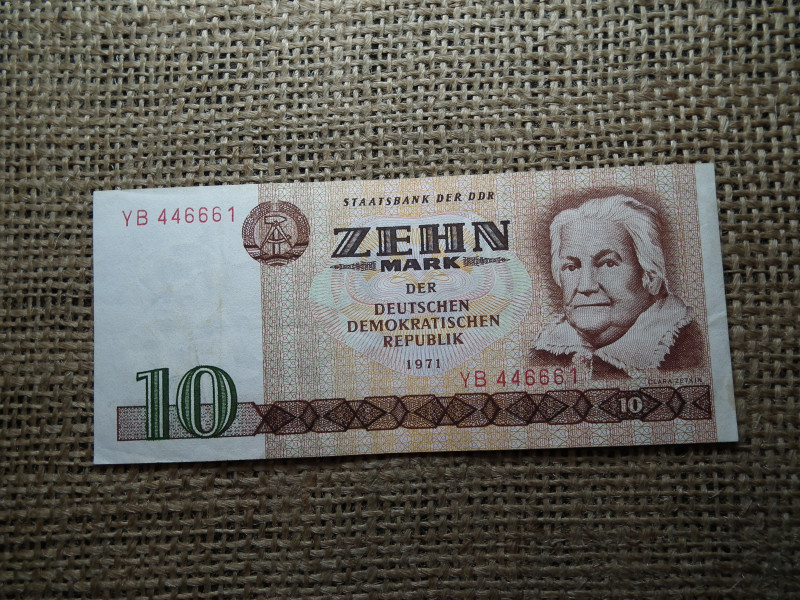 STAATSBANK DER DDR
YB 446661
ZEHN
MARK
DER
DEUTSCHEN
DEMOKRATISCHEN
REPUBLIK
1971
YB 446661
CLARA ZETKIN
10
10